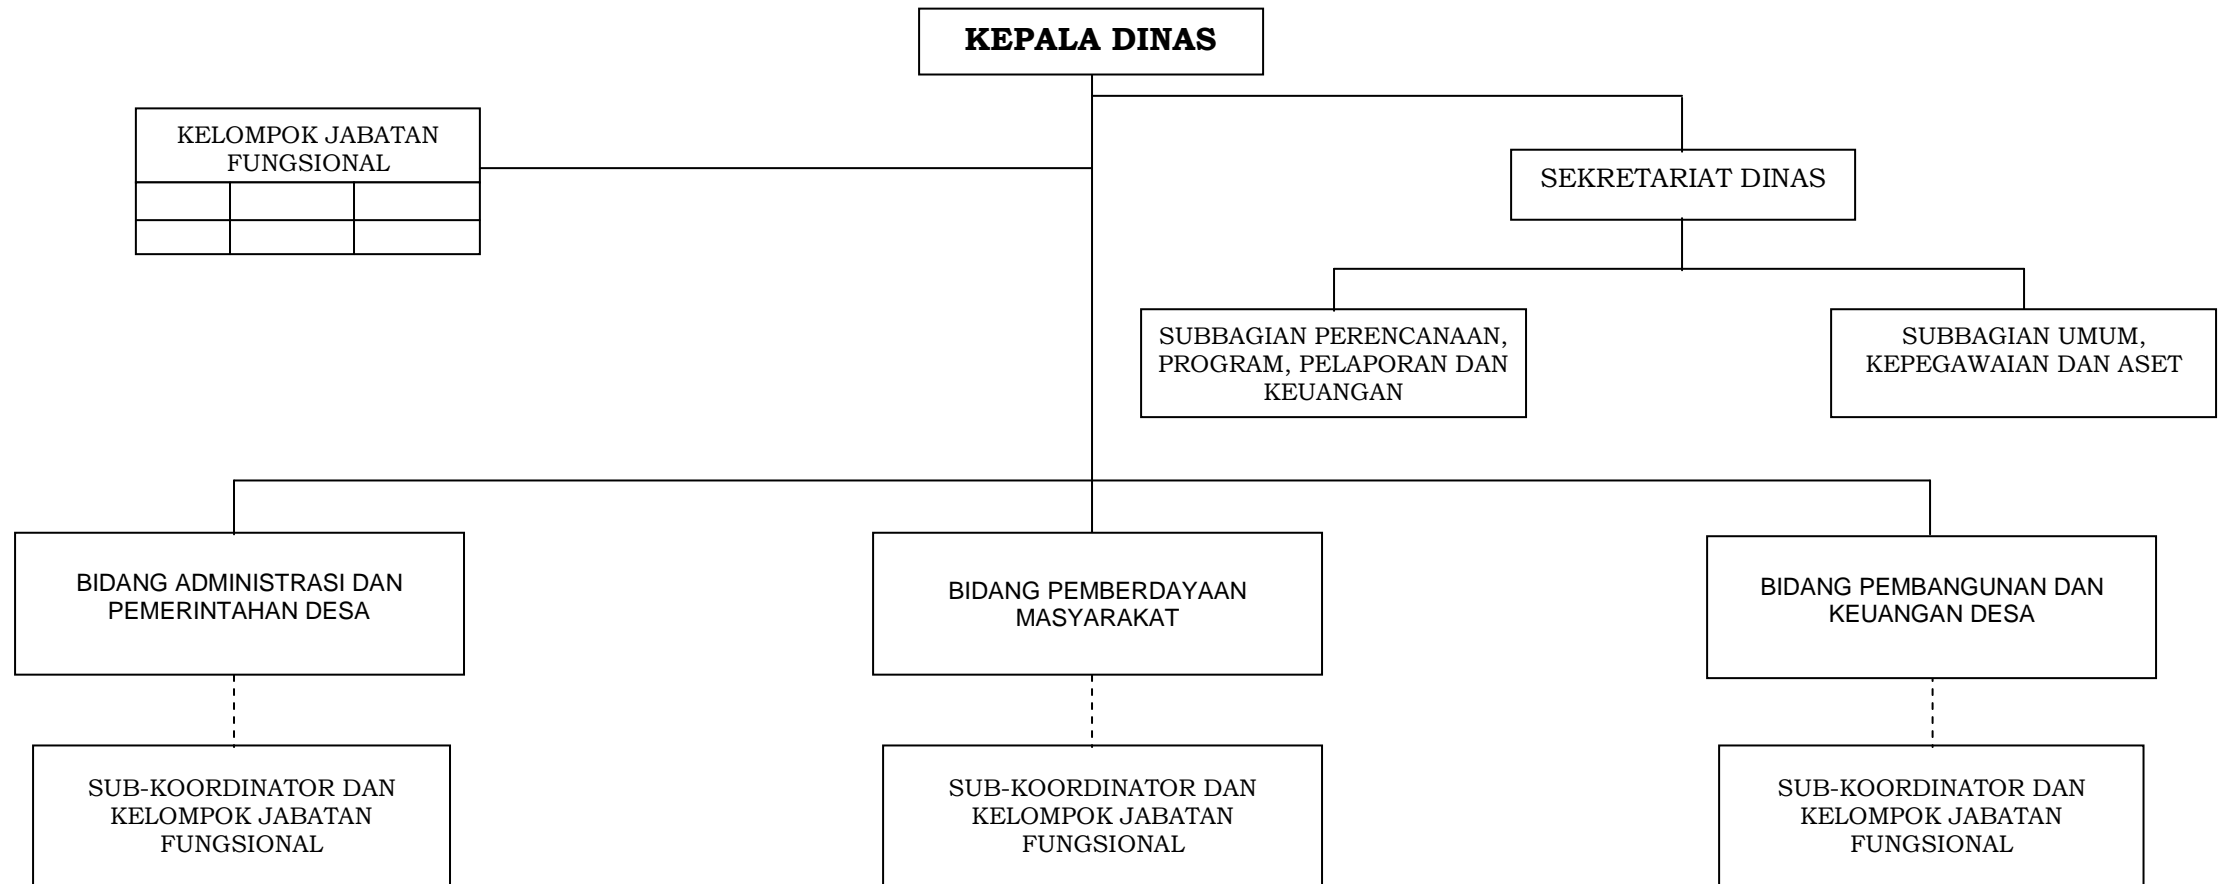 KEPALA DINAS
KELOMPOK JABATAN
FUNGSIONAL
SEKRETARIAT DINAS
SUBBAGIAN PERENCANAAN,
PROGRAM, PELAPORAN DAN
KEUANGAN
SUBBAGIAN UMUM,
KEPEGAWAIAN DAN ASET
BIDANG ADMINISTRASI DAN
PEMERINTAHAN DESA
BIDANG PEMBERDAYAAN
MASYARAKAT
BIDANG PEMBANGUNAN DAN
KEUANGAN DESA
SUB-KOORDINATOR DAN
KELOMPOK JABATAN
FUNGSIONAL
SUB-KOORDINATOR DAN
KELOMPOK JABATAN
FUNGSIONAL
SUB-KOORDINATOR DAN
KELOMPOK JABATAN
FUNGSIONAL